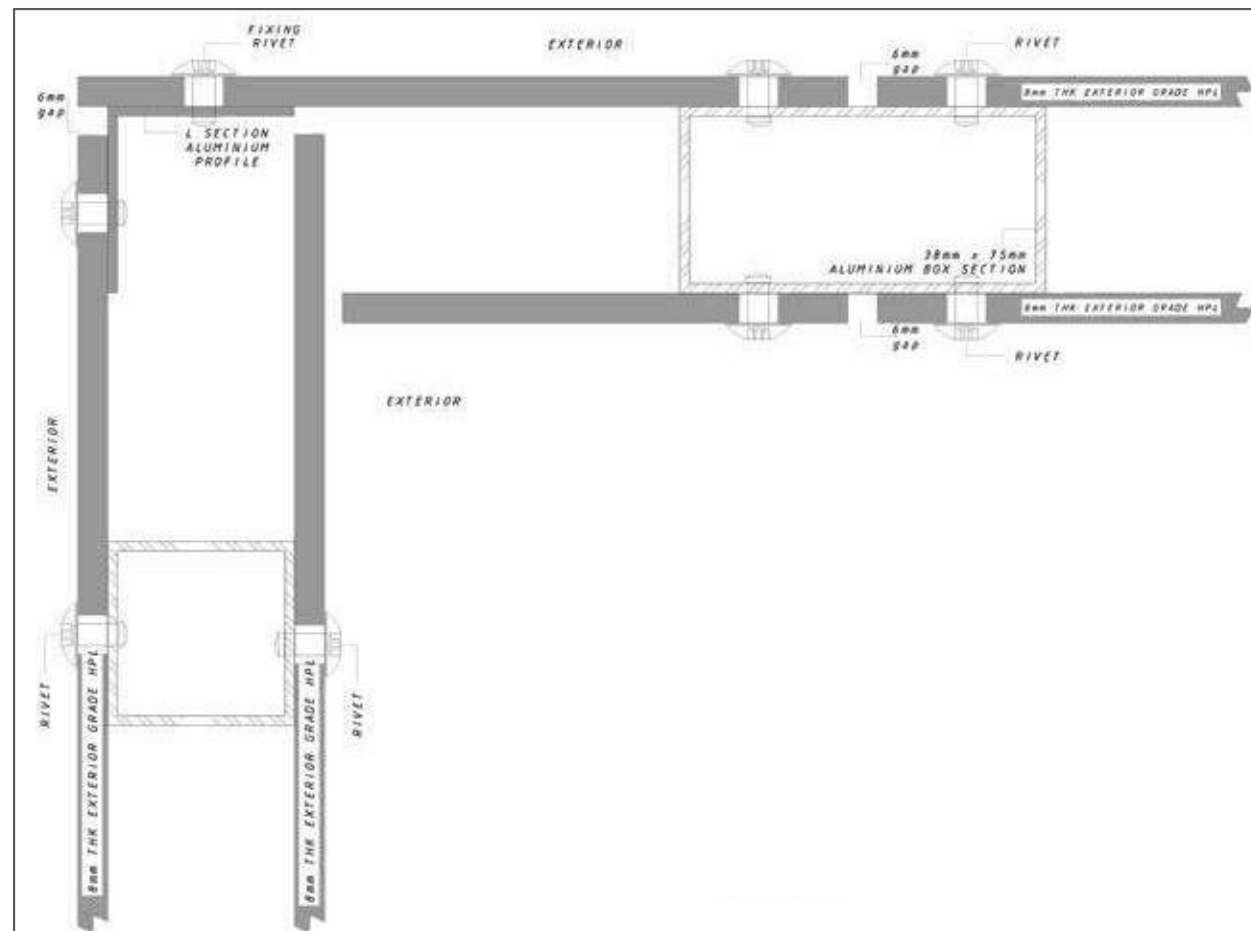 FIXING
RIVET
EXTERIOR
6mm
gap
RIVET
6mm
gap
8mm THK EXTERIOR GRADE HPL
L SECTION
ALUMINIUM
PROFILE
38mm x 75mm
ALUMINIUM BOX SECTION
8mm THK EXTERIOR GRADE HPL
6mm
gap
RIVET
EXTERIOR
EXTERIOR
RIVET
8mm THK EXTERIOR GRADE HPL
8mm THK EXTERIOR GRADE HPL
RIVET